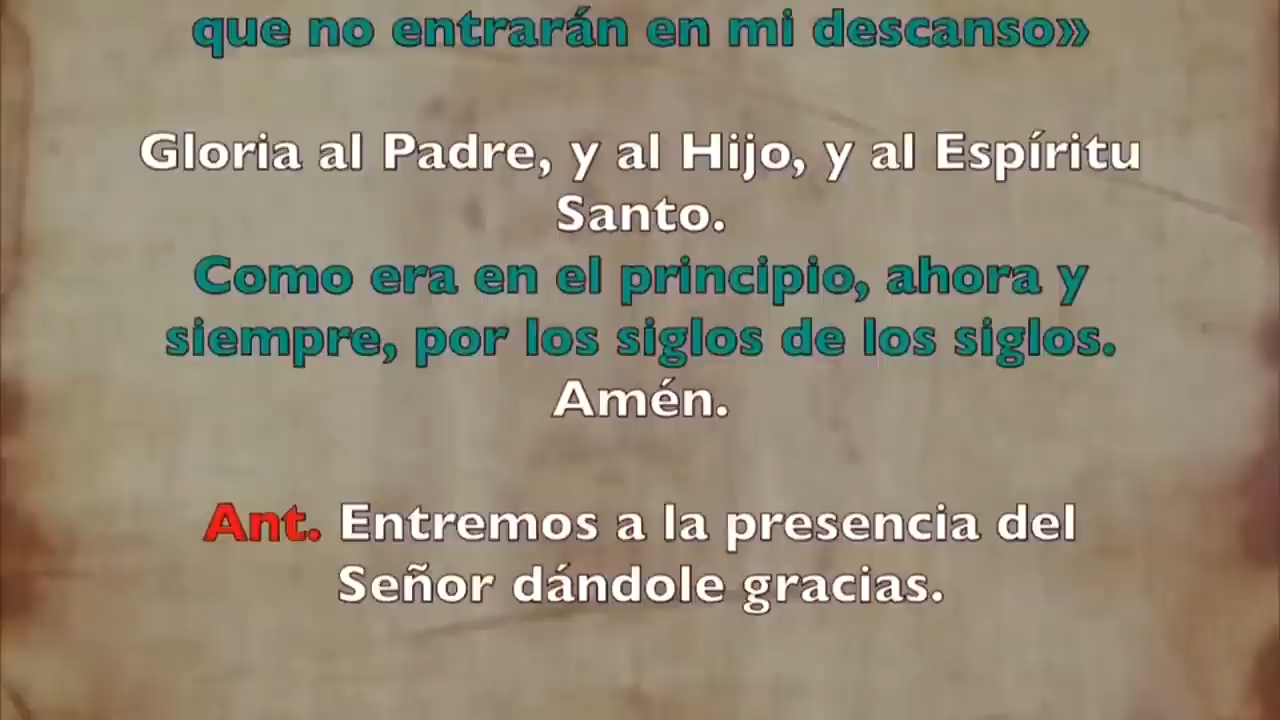 que no entrarán en mi descanso»
Gloria al Padre, y al Hijo, y al Espíritu
Santo.
Como era en el principio, ahora y
siempre, por los siglos de los siglos.
Amén.
Ant. Entremos a la presencia del
Señor dándole gracias.